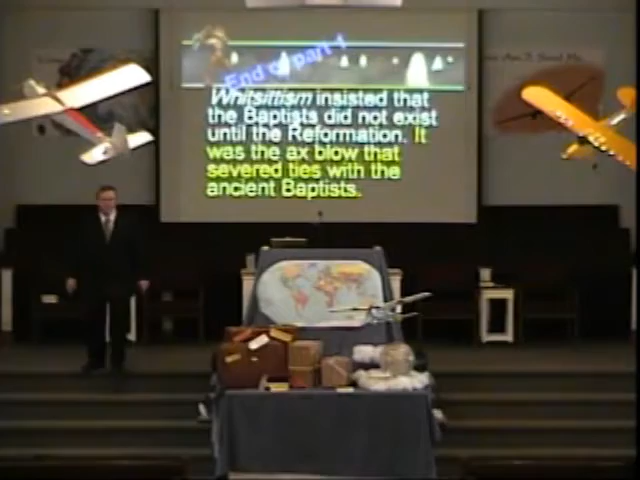 End of part 1
Whitsittism insisted that
the Baptists did not exist
until the Reformation. It
was the ax blow that
severed ties with the
ancient Baptists.